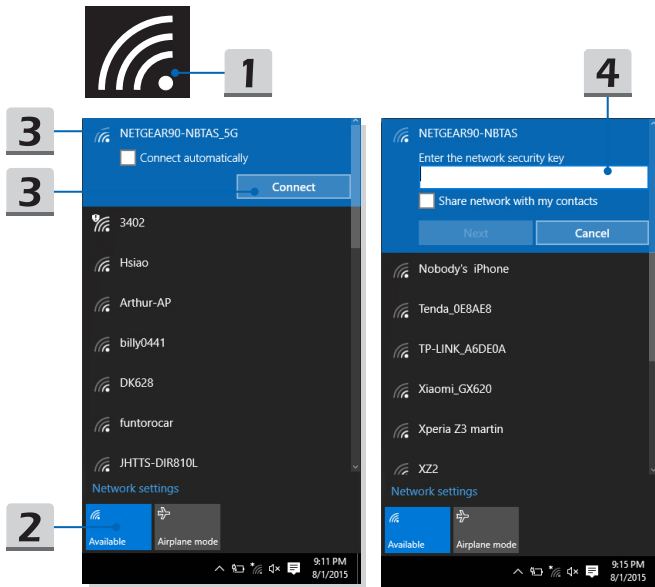 1
4
3
NETGEAR90-NBTAS_5G
Connect automatically
3
Connect
3402
Hsiao
Arthur-AP
billy0441
DK628
funtorocar
JHTTS-DIR810L
Network settings
2
Available
Airplane mode
9:11 PM
8/1/2015
NETGEAR90-NBTAS
Enter the network security key
Share network with my contacts
Next
Cancel
Nobody's iPhone
Tenda_0E8AE8
TP-LINK_A6DE0A
Xiaomi_GX620
Xperia Z3 martin
XZ2
Network settings
Available
Airplane mode
9:15 PM
8/1/2015